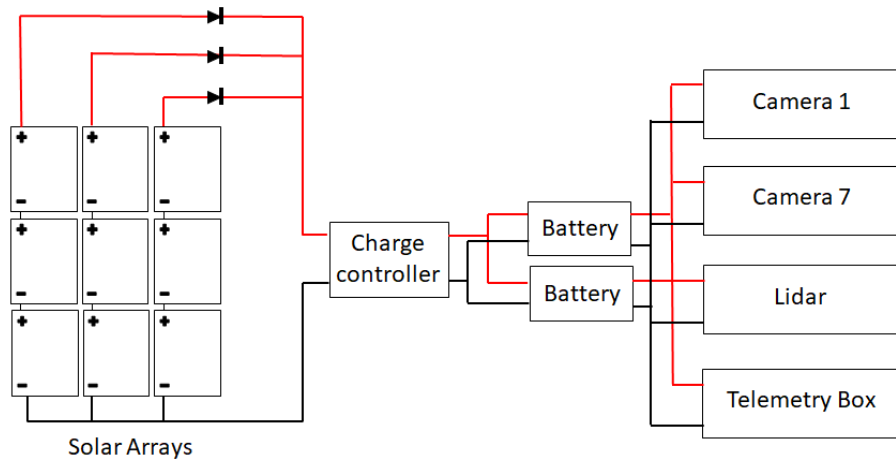 +
+
+
-
-
-
+
+
+
-
-
-
+
+
+
-
-
-
Solar Arrays
Charge
controller
Battery
Battery
Camera 1
Camera 7
Lidar
Telemetry Box